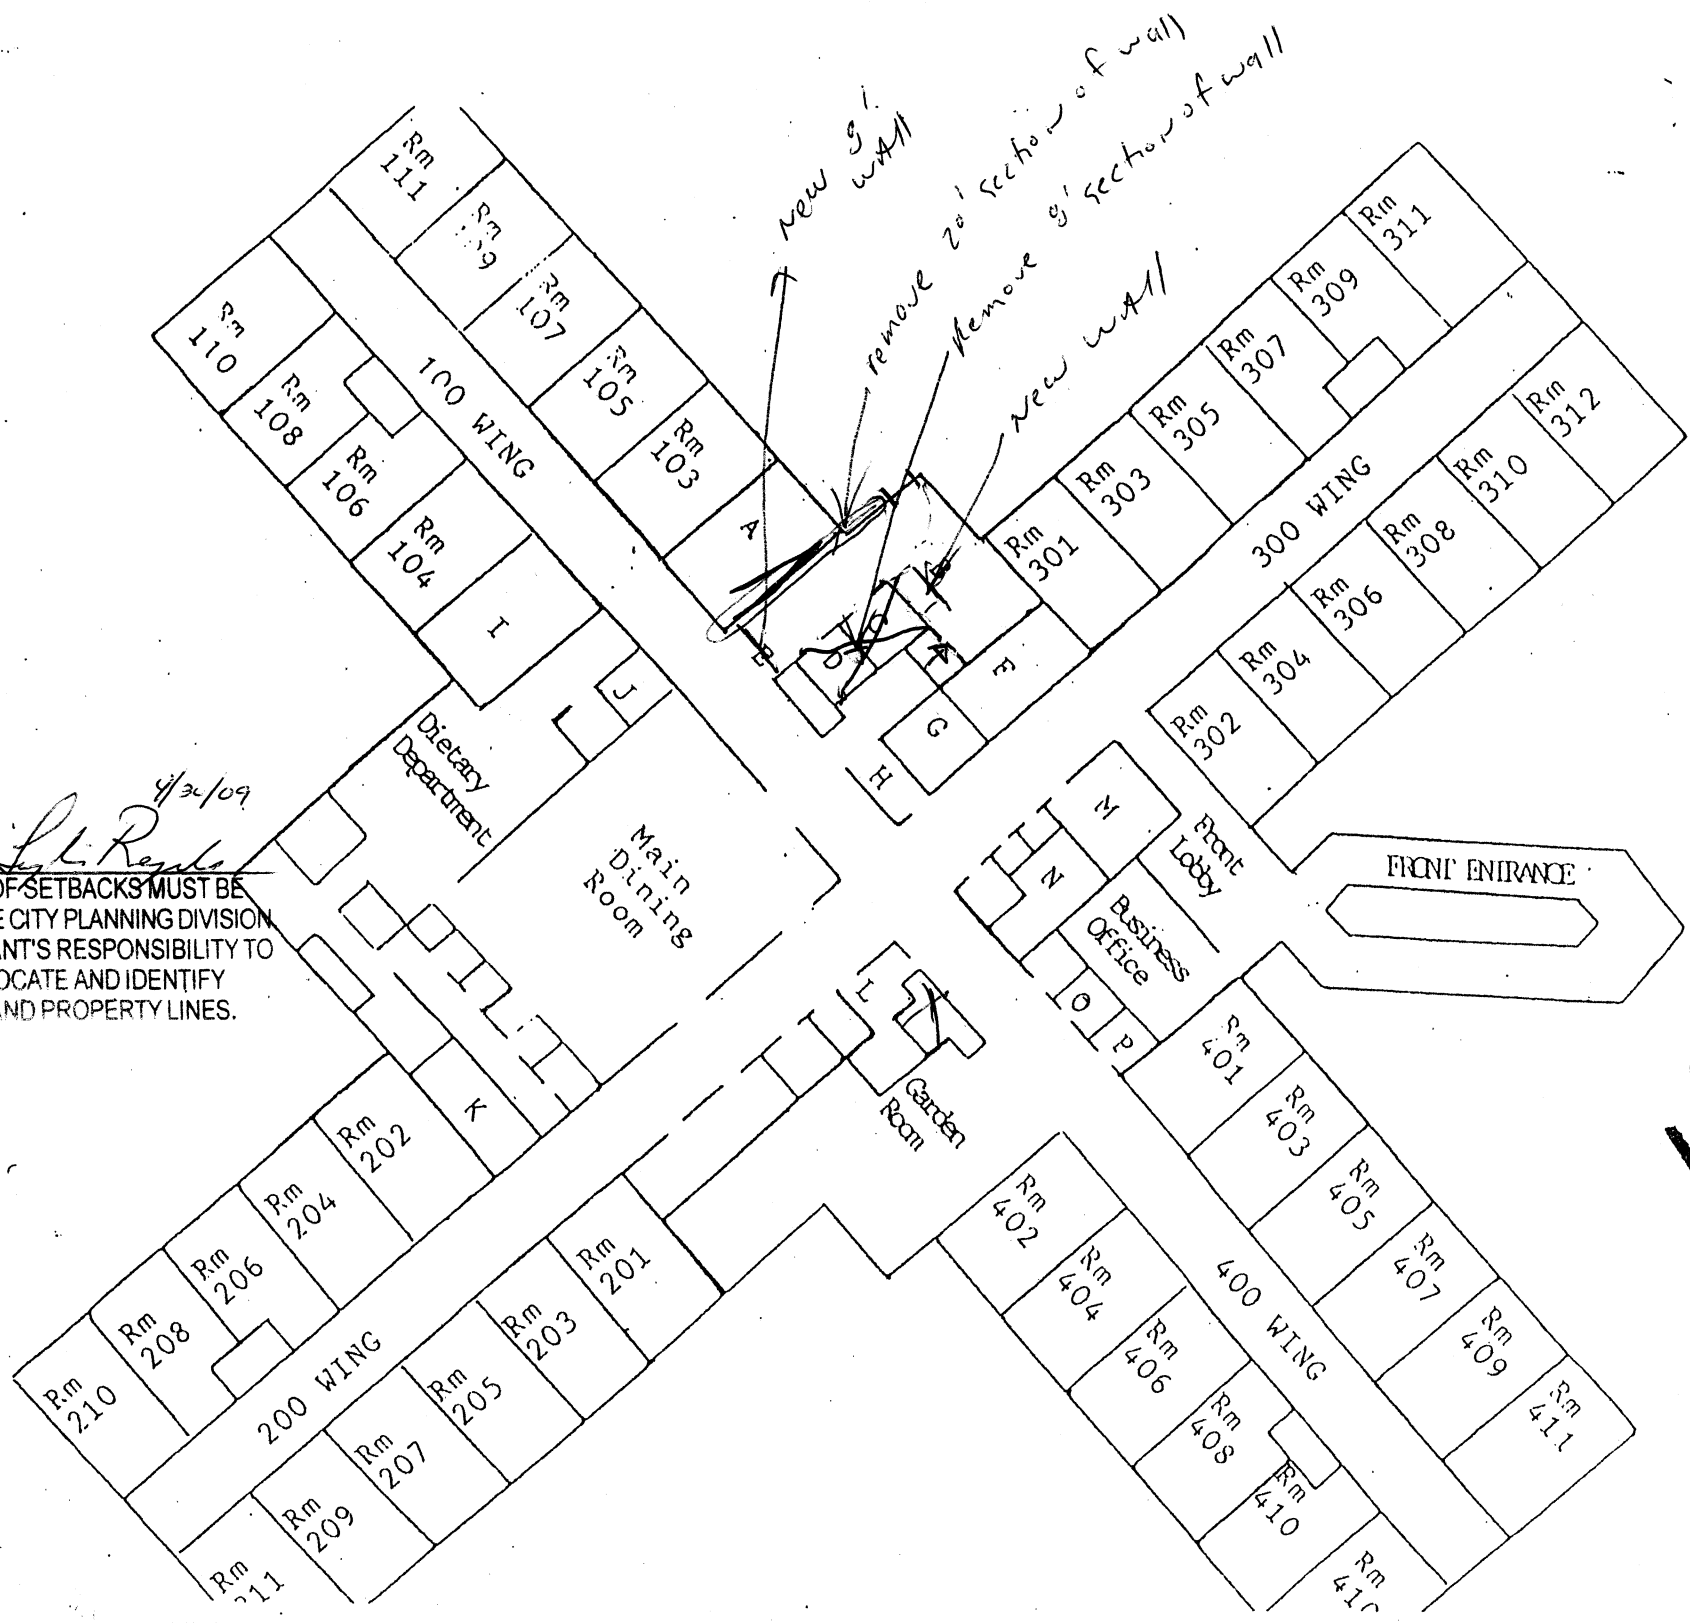 New 9' wall
remove 20' section of wall
Remove 9' section of wall
New wall
Rm 111
Rm 107
Rm 105
Rm 103
A
100 WING
Rm 110
Rm 108
Rm 106
Rm 104
I
J
E
D
F
G
H
Rm 311
Rm 309
Rm 307
Rm 305
Rm 303
Rm 301
300 WING
Rm 312
Rm 310
Rm 308
Rm 306
Rm 304
Rm 302
Dietary
Department
Main
Dining
Room
M
N
Front
Lobby
Business
Office
FRONT ENTRANCE
O
P
L
Garden
Room
K
4/30/09
OF SETBACKS MUST BE
E CITY PLANNING DIVISION
ANT'S RESPONSIBILITY TO
OCATE AND IDENTIFY
AND PROPERTY LINES.
Rm 202
Rm 204
Rm 206
Rm 208
Rm 210
200 WING
Rm 201
Rm 203
Rm 205
Rm 207
Rm 209
Rm
Rm 401
Rm 403
Rm 405
Rm 407
Rm 409
Rm 411
400 WING
Rm 402
Rm 404
Rm 406
Rm 408
Rm 410
Rm